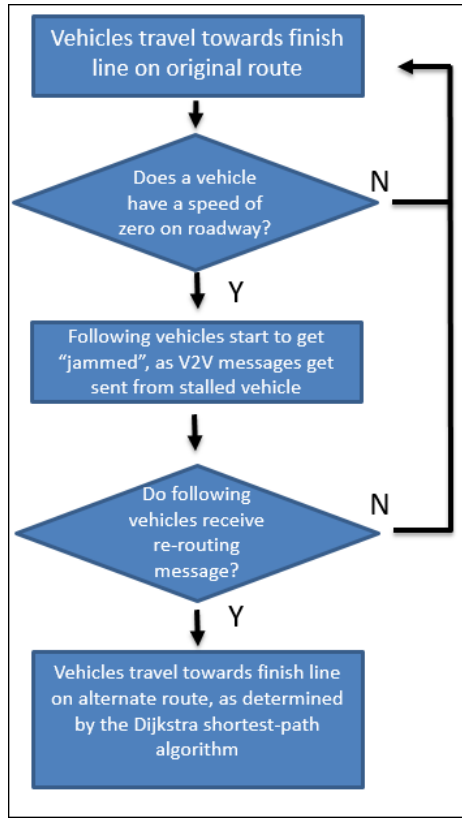 Vehicles travel towards finish
line on original route
Does a vehicle
have a speed of
zero on roadway?
N
Y
Following vehicles start to get
“jammed”, as V2V messages get
sent from stalled vehicle
Do following
vehicles receive
re-routing
message?
N
Y
Vehicles travel towards finish line
on alternate route, as determined
by the Dijkstra shortest-path
algorithm